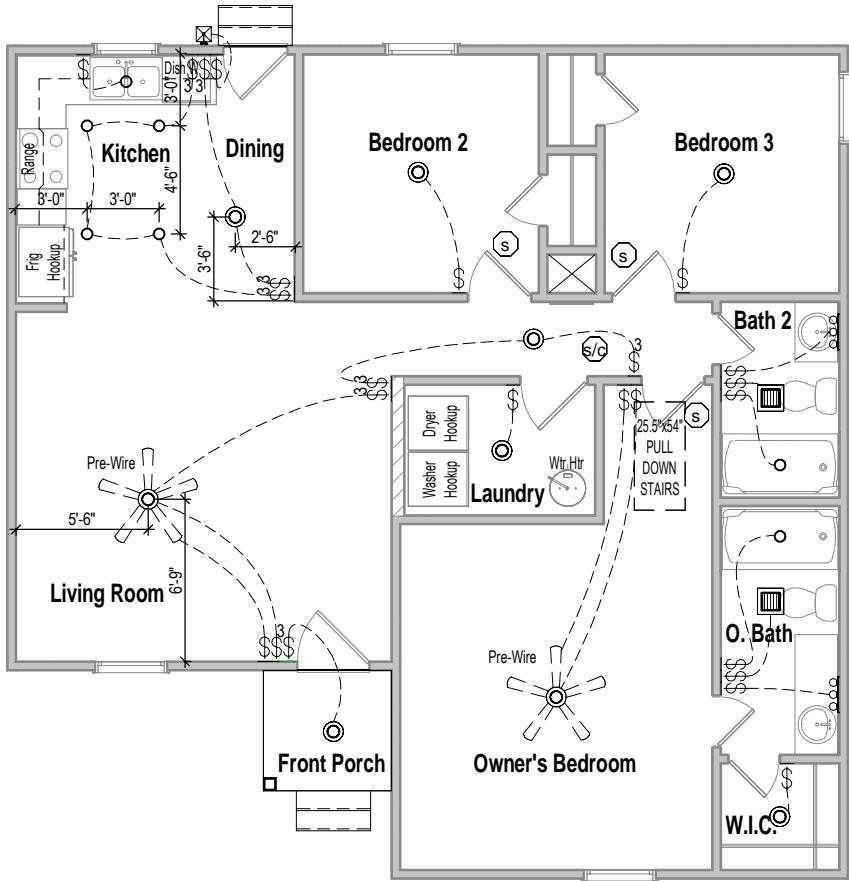 Dish
3'-0"
3 3
$ $ $ $
Kitchen
Dining
Bedroom 2
Bedroom 3
Range
4'-6"
3'-0"
3'-0"
Frig
Hookup
3'-6"
2'-6"
3 3
$ $
S
$
S
$
Bath 2
s/c
3
$
3 3
$ $
$
$ $
S
$ $
Dryer
Hookup
25.5"x54"
PULL
DOWN
STAIRS
Washer
Hookup
Wtr Htr
Laundry
Pre-Wire
5'-6"
6'-9"
Living Room
3
$ $ $
Pre-Wire
O. Bath
$ $ $
Front Porch
Owner's Bedroom
$
W.I.C.